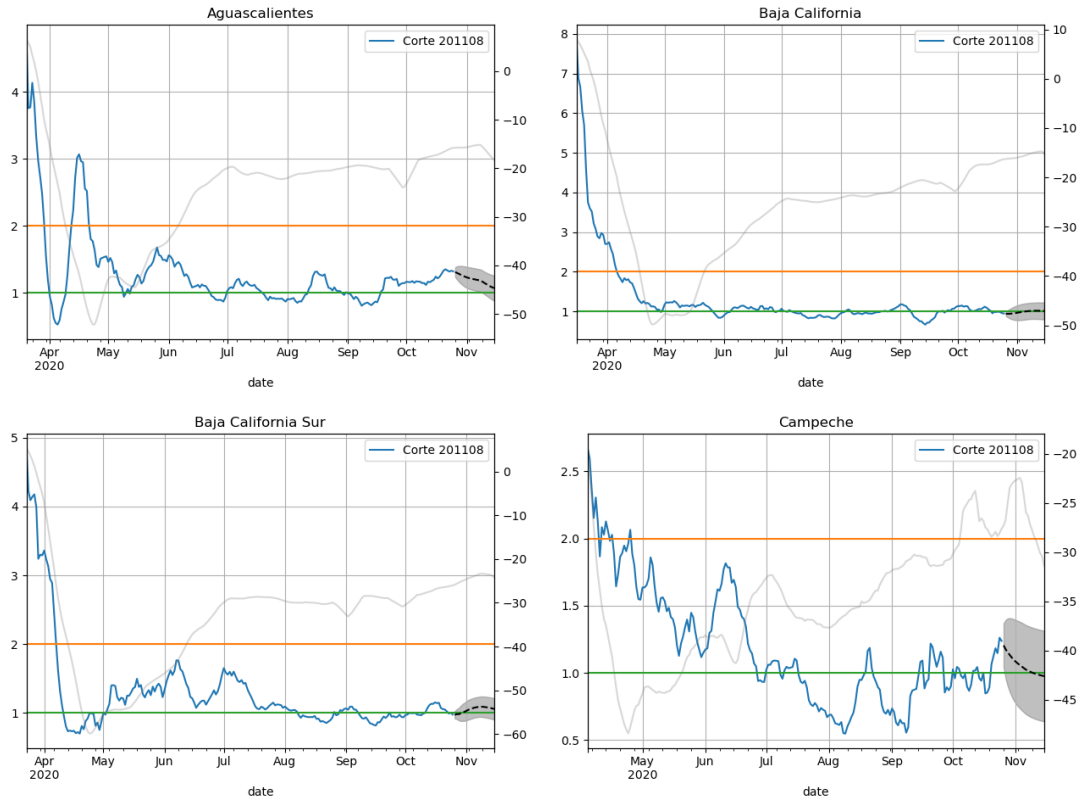 Aguascalientes
Corte 201108
4
3
2
1
0
−10
−20
−30
−40
−50
Apr
2020
May
Jun
Jul
Aug
Sep
Oct
Nov
date
Baja California
Corte 201108
8
7
6
5
4
3
2
1
10
0
−10
−20
−30
−40
−50
Apr
2020
May
Jun
Jul
Aug
Sep
Oct
Nov
date
Baja California Sur
Corte 201108
5
4
3
2
1
0
−10
−20
−30
−40
−50
−60
Apr
2020
May
Jun
Jul
Aug
Sep
Oct
Nov
date
Campeche
Corte 201108
2.5
2.0
1.5
1.0
0.5
−20
−25
−30
−35
−40
−45
May
2020
Jun
Jul
Aug
Sep
Oct
Nov
date